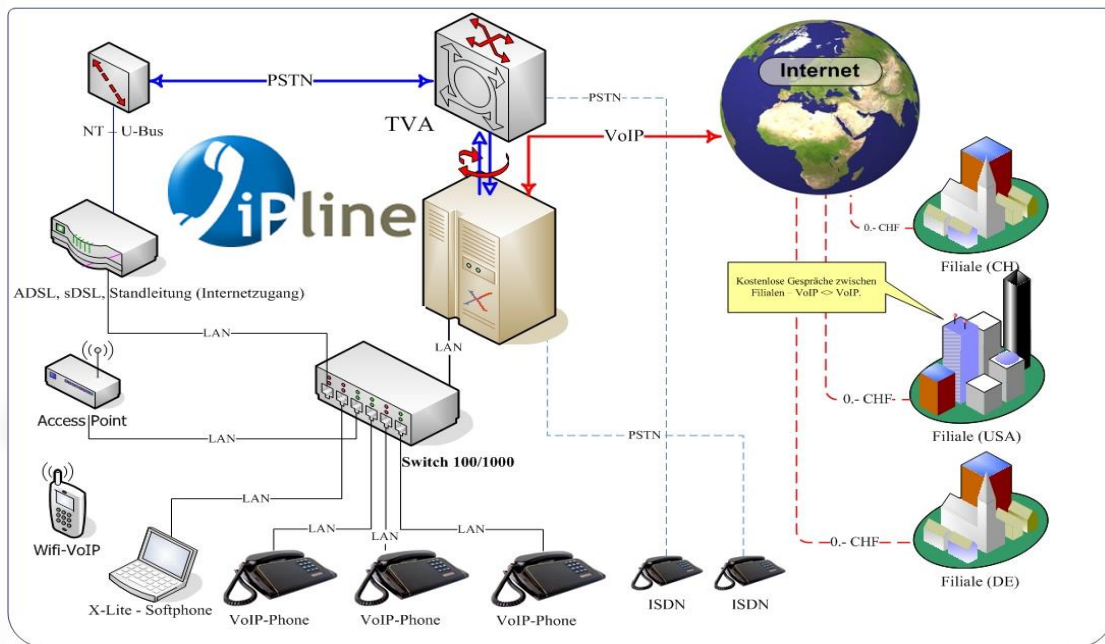 PSTN
TVA
PSTN
Internet
VoIP
NT – U-Bus
iPline
ADSL, sDSL, Standleitung (Internetzugang)
LAN
LAN
Access Point
Switch 100/1000
LAN
Wifi-VoIP
LAN
X-Lite - Softphone
LAN
LAN
LAN
VoIP-Phone
VoIP-Phone
VoIP-Phone
PSTN
ISDN
ISDN
0.- CHF
Filiale (CH)
Kostenlose Gespräche zwischen
Filialen – VoIP <> VoIP.
0.- CHF
Filiale (USA)
0.- CHF
Filiale (DE)